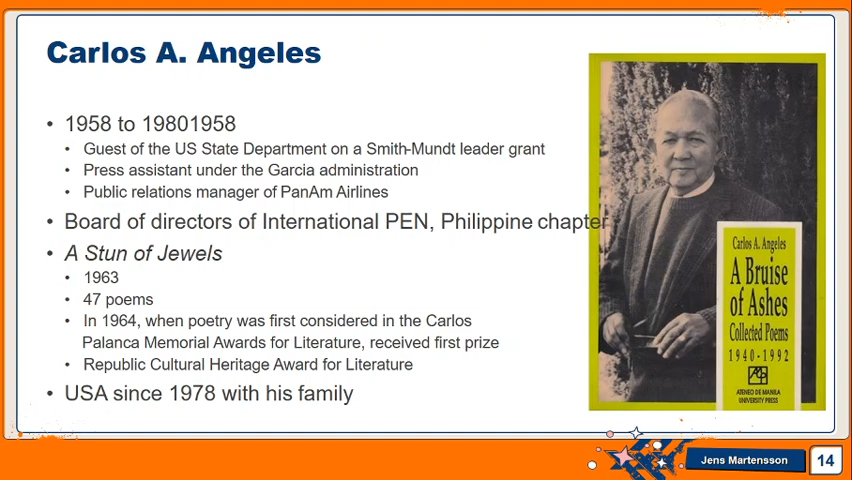 Carlos A. Angeles
• 1958 to 19801958
• Guest of the US State Department on a Smith-Mundt leader grant
• Press assistant under the Garcia administration
• Public relations manager of PanAm Airlines
• Board of directors of International PEN, Philippine chapter
• A Stun of Jewels
• 1963
• 47 poems
• In 1964, when poetry was first considered in the Carlos
Palanca Memorial Awards for Literature, received first prize
• Republic Cultural Heritage Award for Literature
• USA since 1978 with his family
Carlos A. Angeles
A Bruise
of Ashes
Collected Poems
1940-1992
ATENEO DE MANILA
UNIVERSITY PRESS
Jens Martensson
14